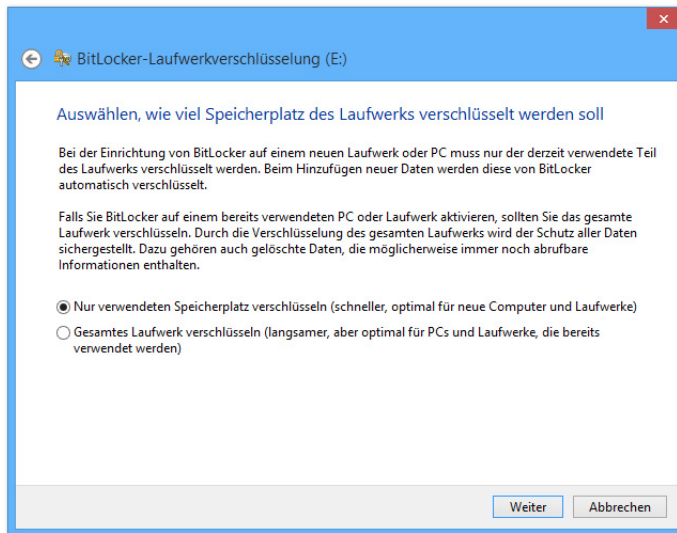 BitLocker-Laufwerkverschlüsselung (E:)
Auswählen, wie viel Speicherplatz des Laufwerks verschlüsselt werden soll
Bei der Einrichtung von BitLocker auf einem neuen Laufwerk oder PC muss nur der derzeit verwendete Teil
des Laufwerks verschlüsselt werden. Beim Hinzufügen neuer Daten werden diese von BitLocker
automatisch verschlüsselt.
Falls Sie BitLocker auf einem bereits verwendeten PC oder Laufwerk aktivieren, sollten Sie das gesamte
Laufwerk verschlüsseln. Durch die Verschlüsselung des gesamten Laufwerks wird der Schutz aller Daten
sichergestellt. Dazu gehören auch gelöschte Daten, die möglicherweise immer noch abrufbare
Informationen enthalten.
Nur verwendeten Speicherplatz verschlüsseln (schneller, optimal für neue Computer und Laufwerke)
Gesamtes Laufwerk verschlüsseln (langsamer, aber optimal für PCs und Laufwerke, die bereits
verwendet werden)
Weiter Abbrechen